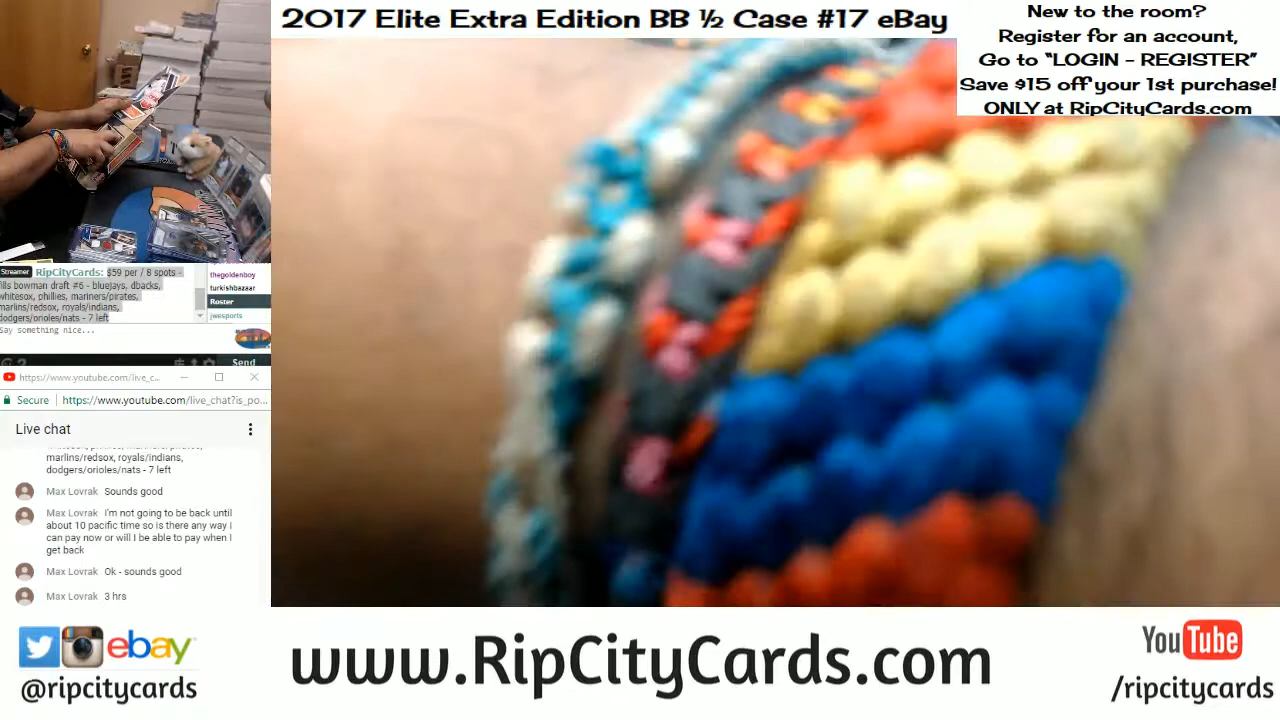 2017 Elite Extra Edition BB ½ Case #17 eBay
New to the room?
Register for an account,
Go to “LOGIN - REGISTER”
Save $15 off your 1st purchase!
ONLY at RipCityCards.com
Streamer RipCityCards: $59 per / 8 spots -
fills bowman draft #6 - bluejays, dbacks,
whitesox, phillies, mariners/pirates,
marlins/redsox, royals/indians,
dodgers/orioles/nats - 7 left
thegoldenboy
turkishbazaar
Roster
jwesports
Say something nice...
Send
https://www.youtube.com/live_c...
Secure
https://www.youtube.com/live_chat?is_po...
Live chat
marlins/redsox, royals/indians,
dodgers/orioles/nats - 7 left
Max Lovrak Sounds good
Max Lovrak I'm not going to be back until
about 10 pacific time so is there any way i
can pay now or will I be able to pay when I
get back
Max Lovrak Ok - sounds good
Max Lovrak 3 hrs
ebay
@ripcitycards
www.RipCityCards.com
YouTube
/ripcitycards